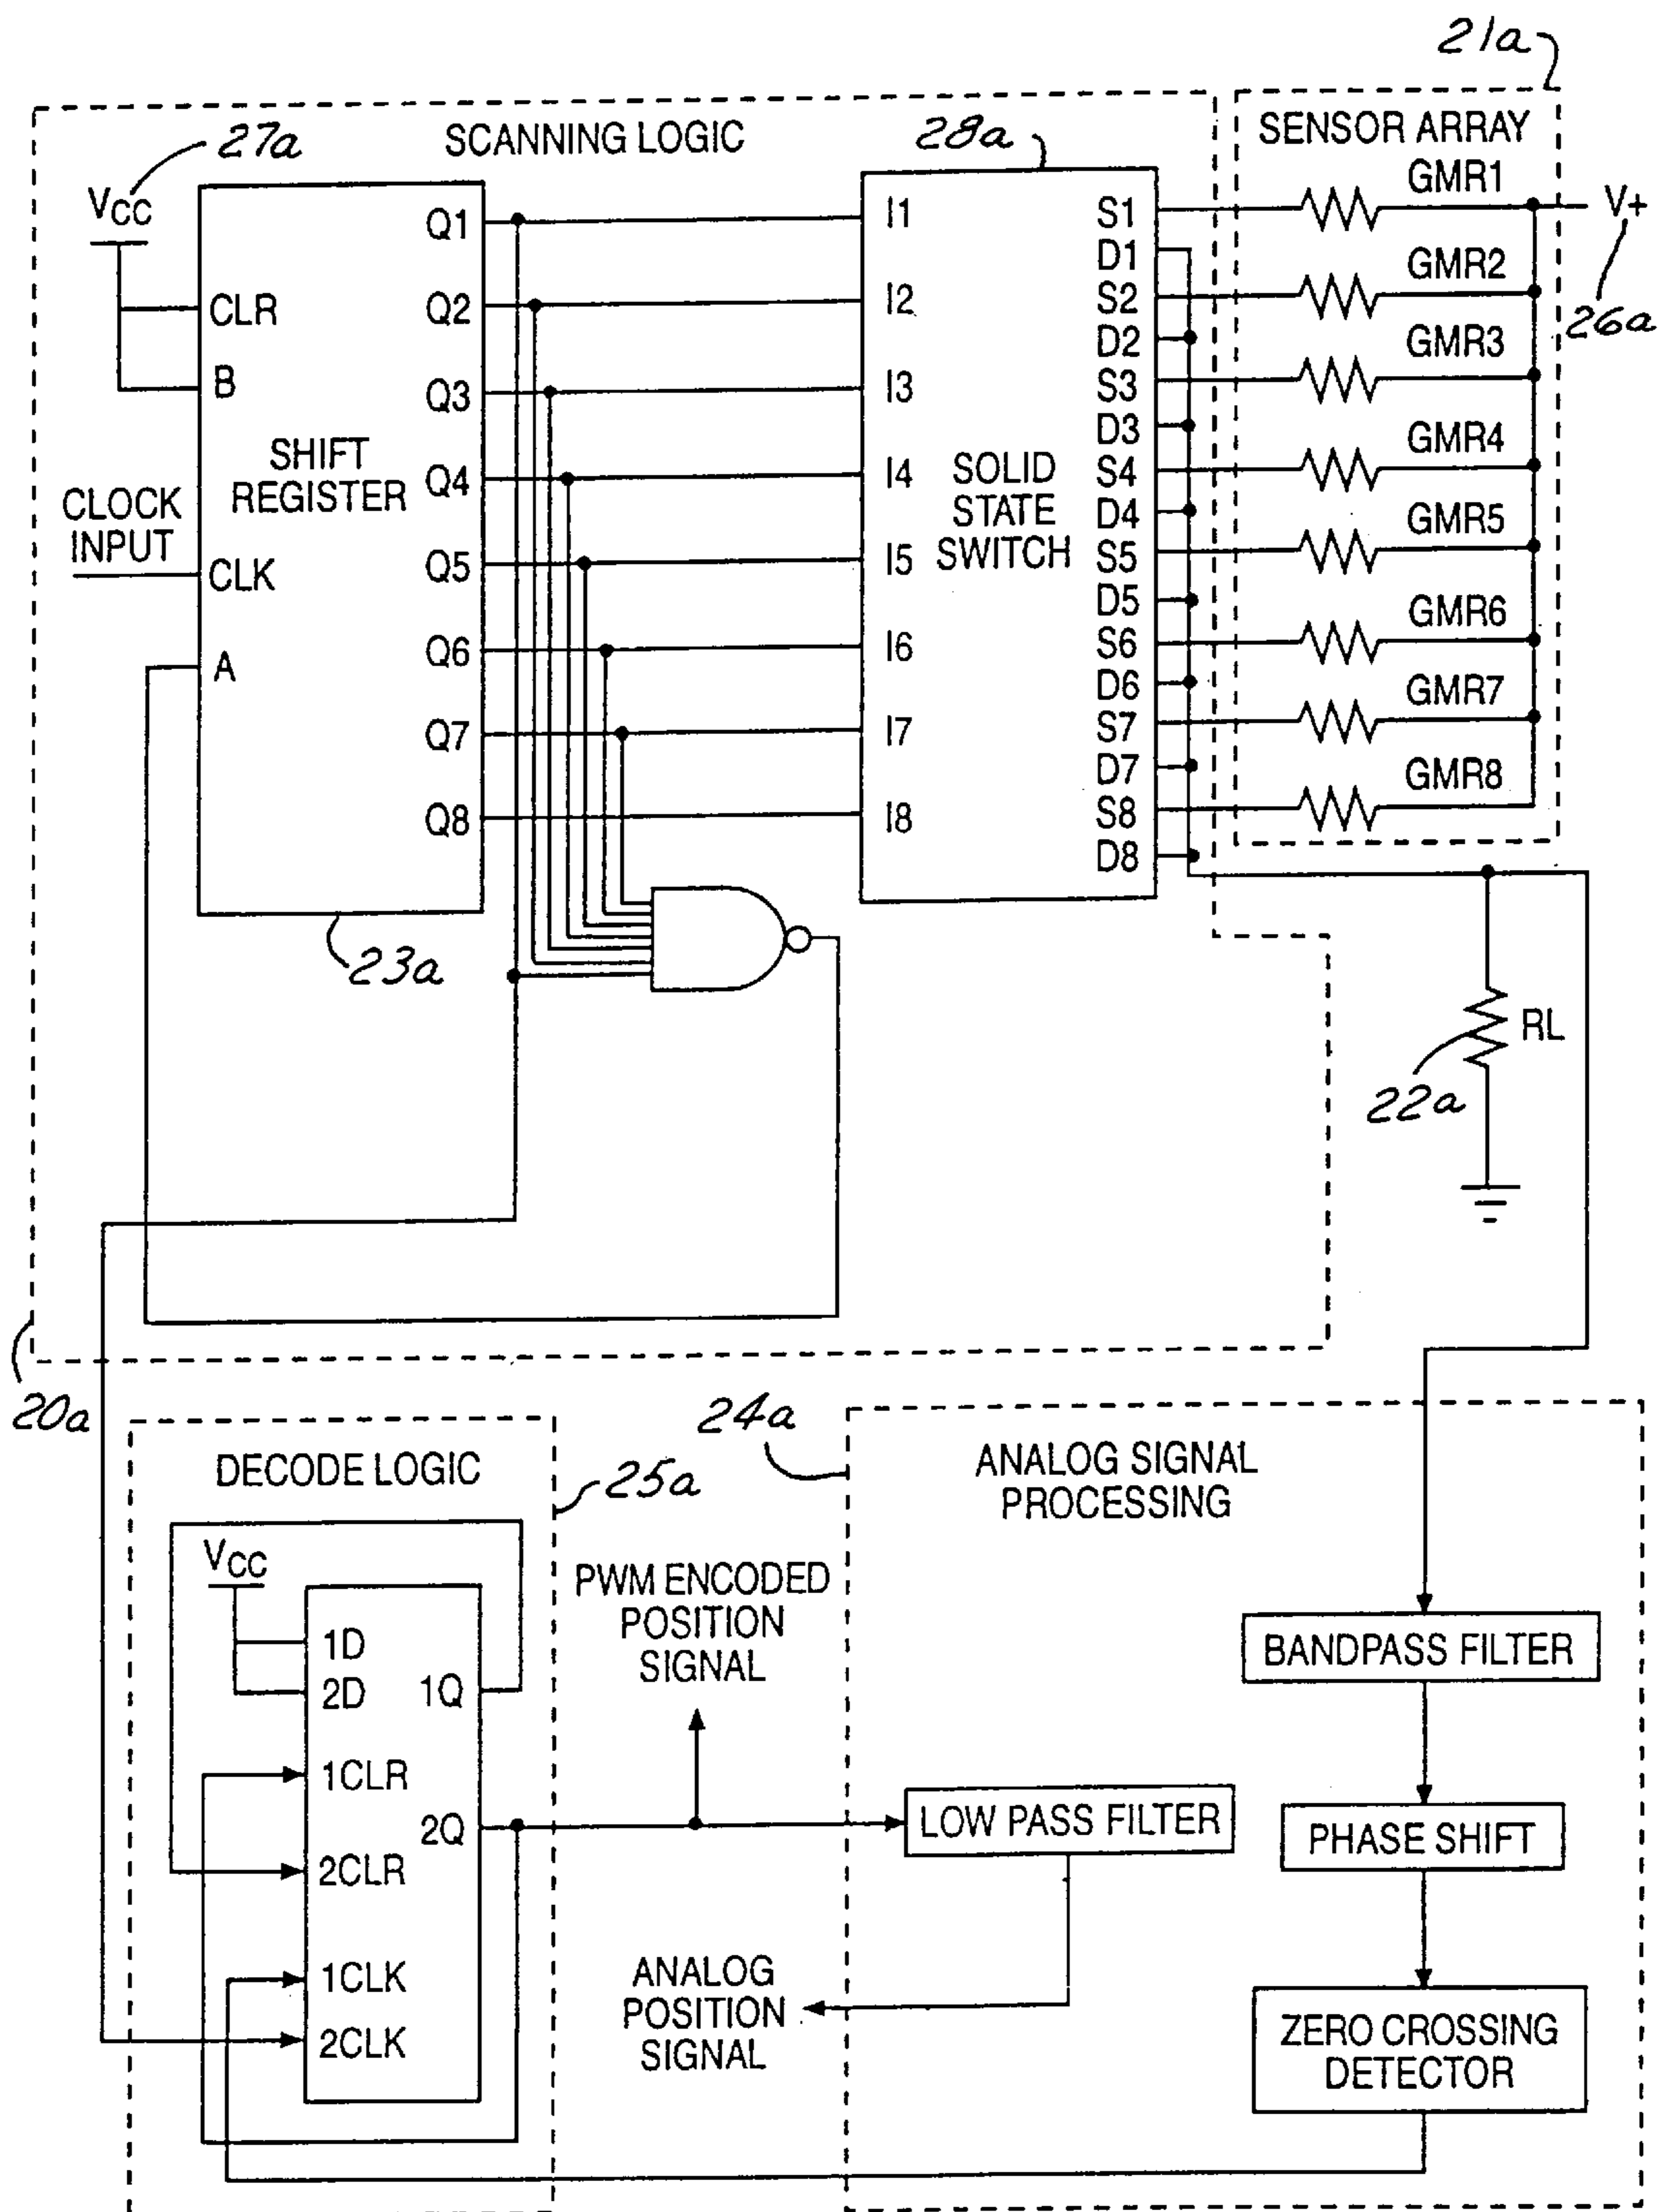 21a
SCANNING LOGIC
28a
SENSOR ARRAY
27a
VCC
GMR1
V+
26a
GMR2
GMR3
GMR4
GMR5
GMR6
GMR7
GMR8
CLR
B
SHIFT
REGISTER
CLOCK
INPUT
CLK
A
Q1
Q2
Q3
Q4
Q5
Q6
Q7
Q8
I1
I2
I3
I4
I5
I6
I7
I8
SOLID
STATE
SWITCH
S1
D1
S2
D2
S3
D3
S4
D4
S5
D5
S6
D6
S7
D7
S8
D8
23a
RL
22a
20a
24a
DECODE LOGIC
25a
ANALOG SIGNAL
PROCESSING
VCC
1D
2D
1Q
1CLR
2Q
2CLR
1CLK
2CLK
PWM ENCODED
POSITION
SIGNAL
BANDPASS FILTER
LOW PASS FILTER
PHASE SHIFT
ANALOG
POSITION
SIGNAL
ZERO CROSSING
DETECTOR